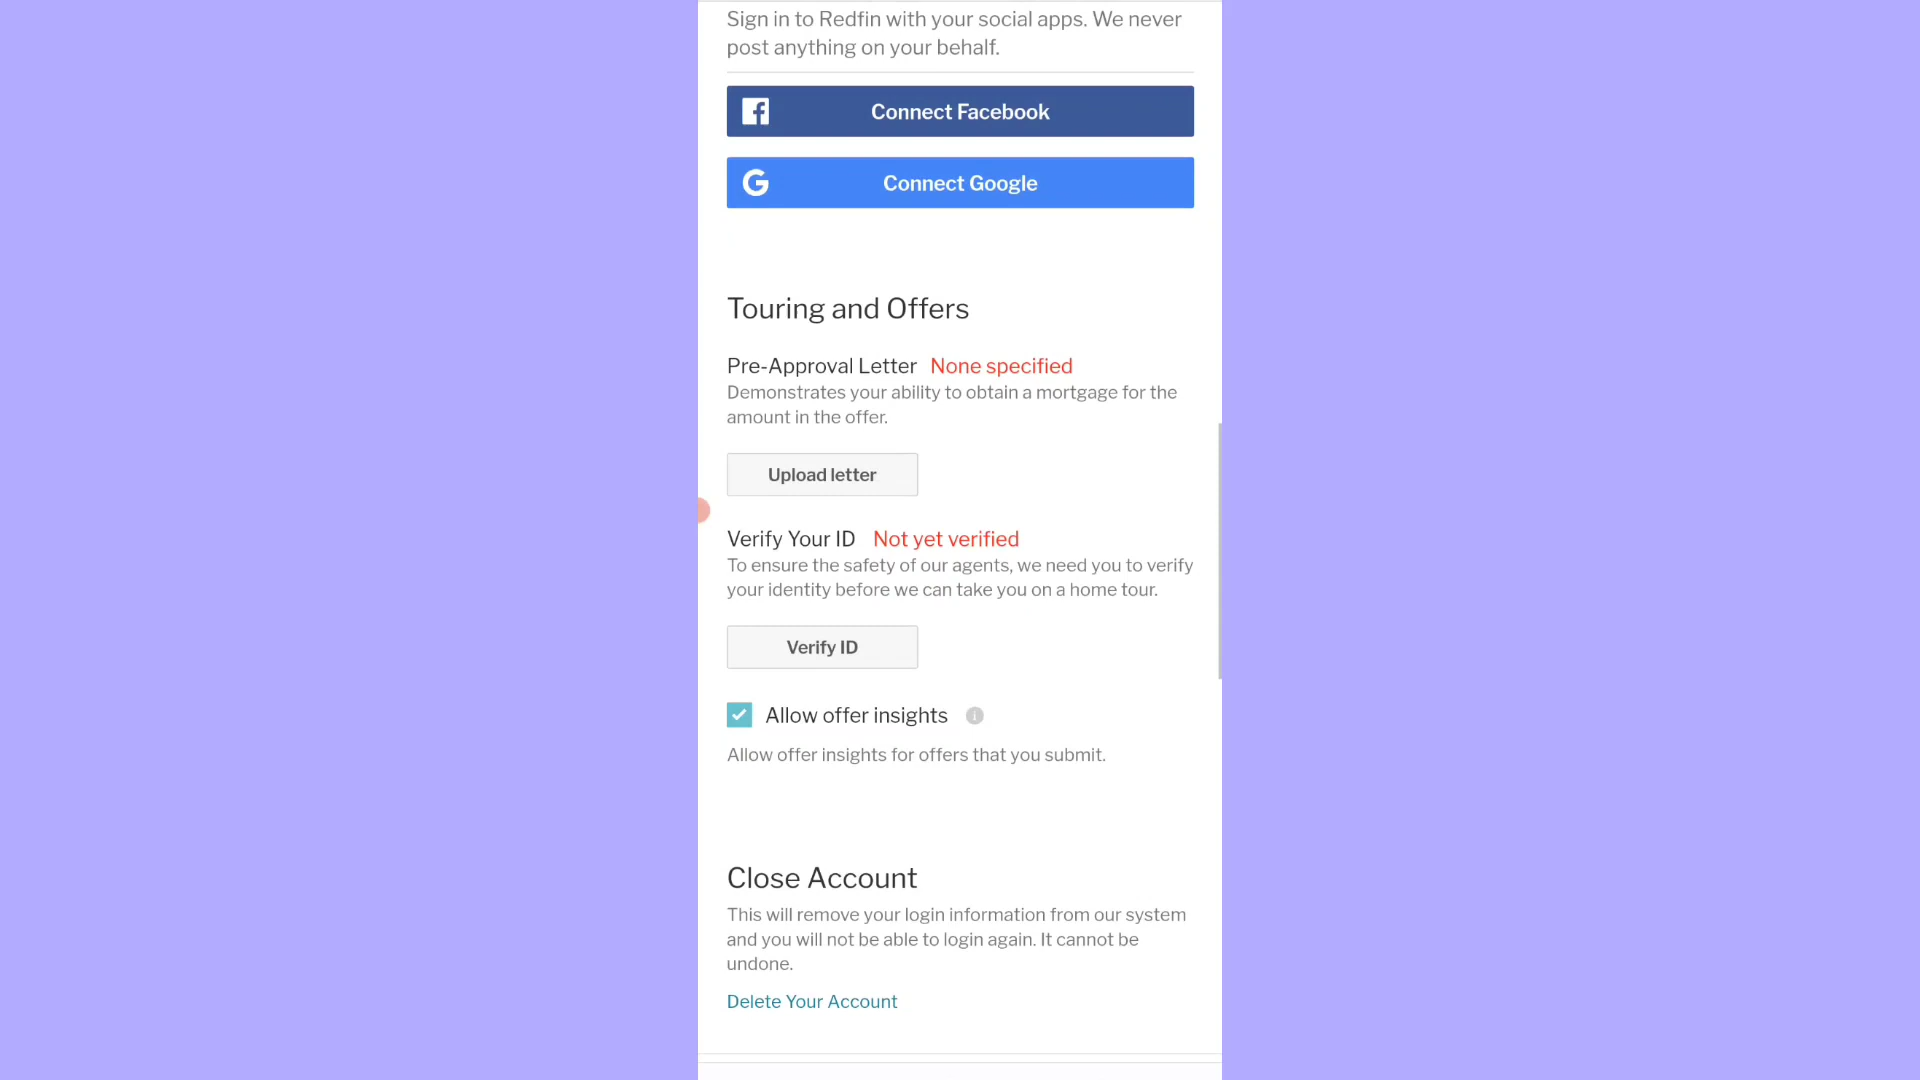 Sign in to Redfin with your social apps. We never
post anything on your behalf.
Connect Facebook
Connect Google
Touring and Offers
Pre-Approval Letter None specified
Demonstrates your ability to obtain a mortgage for the
amount in the offer.
Upload letter
Verify Your ID Not yet verified
To ensure the safety of our agents, we need you to verify
your identity before we can take you on a home tour.
Verify ID
Allow offer insights
Allow offer insights for offers that you submit.
Close Account
This will remove your login information from our system
and you will not be able to login again. It cannot be
undone.
Delete Your Account